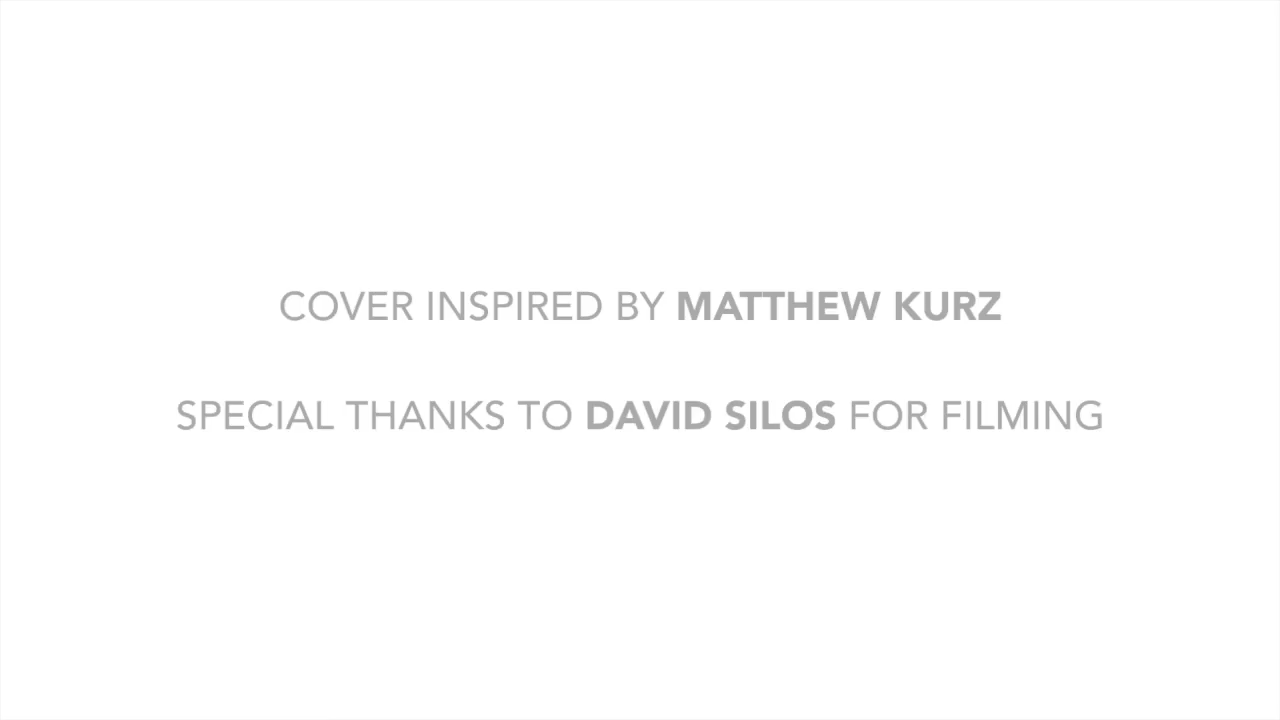 COVER INSPIRED BY MATTHEW KURZ
SPECIAL THANKS TO DAVID SILOS FOR FILMING